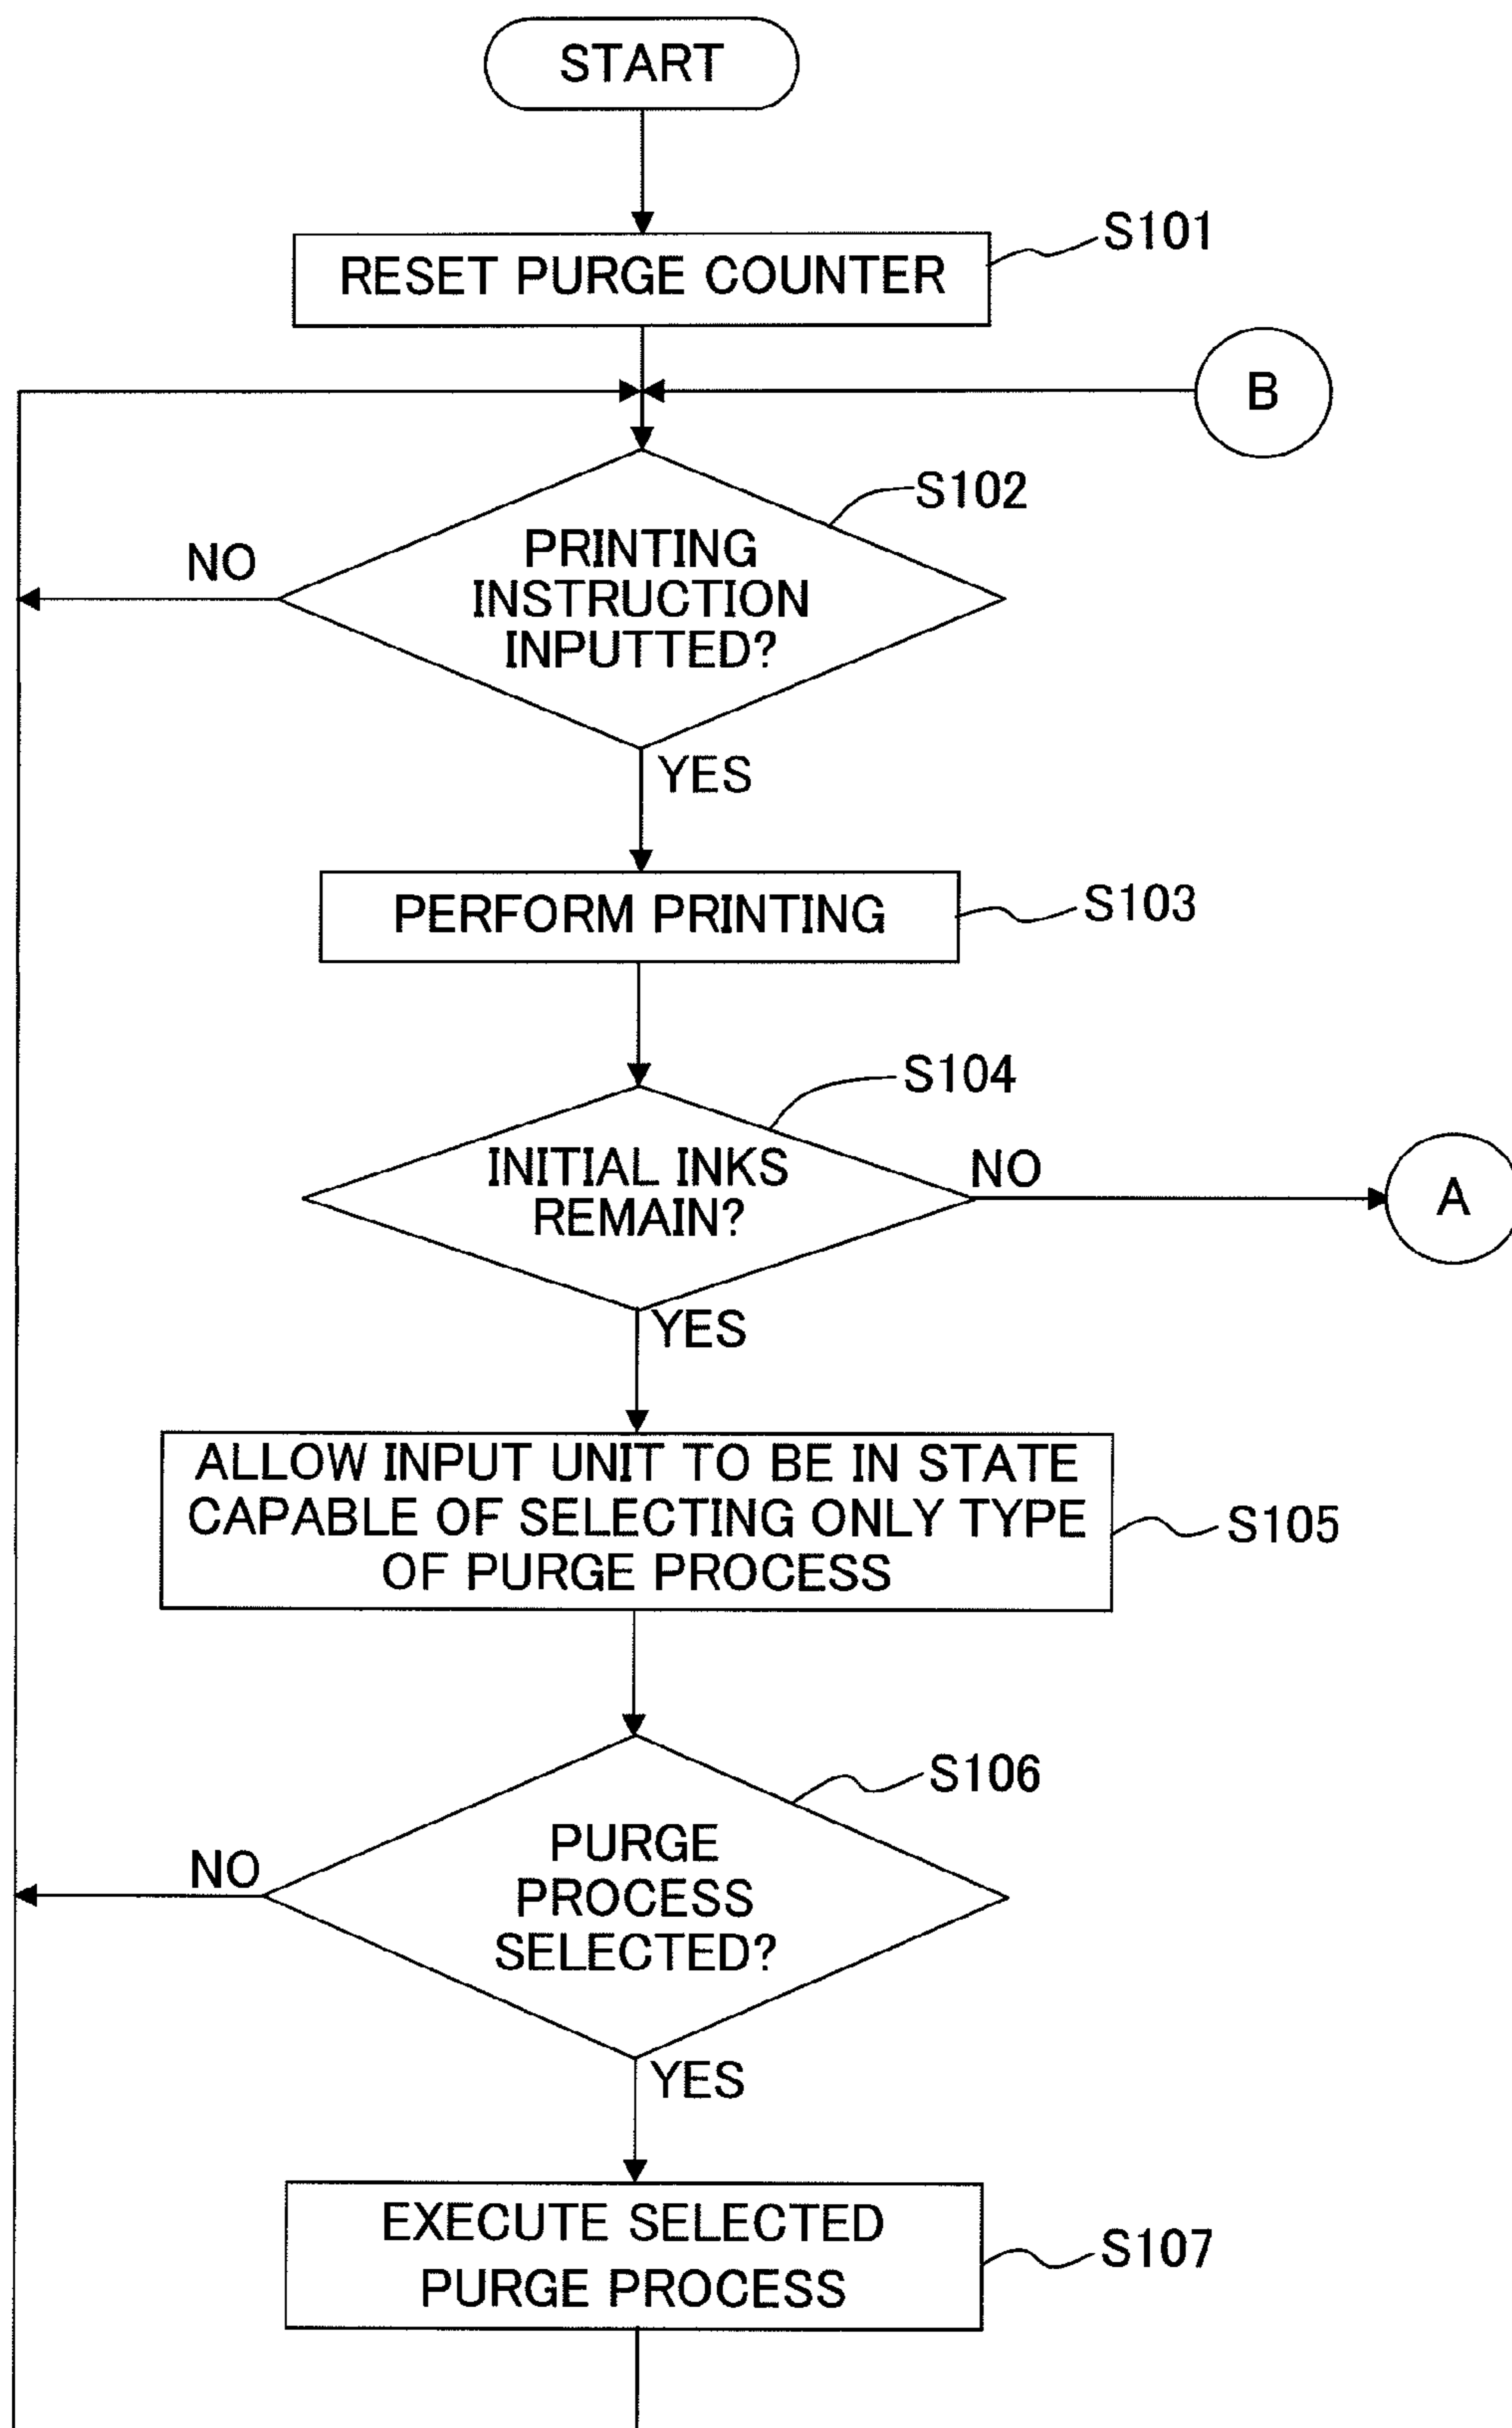 START
RESET PURGE COUNTER
S101
B
S102
PRINTING
INSTRUCTION
INPUTTED?
NO
YES
PERFORM PRINTING
S103
S104
INITIAL INKS
REMAIN?
NO
A
YES
ALLOW INPUT UNIT TO BE IN STATE
CAPABLE OF SELECTING ONLY TYPE
OF PURGE PROCESS
S105
S106
PURGE
PROCESS
SELECTED?
NO
YES
EXECUTE SELECTED
PURGE PROCESS
S107